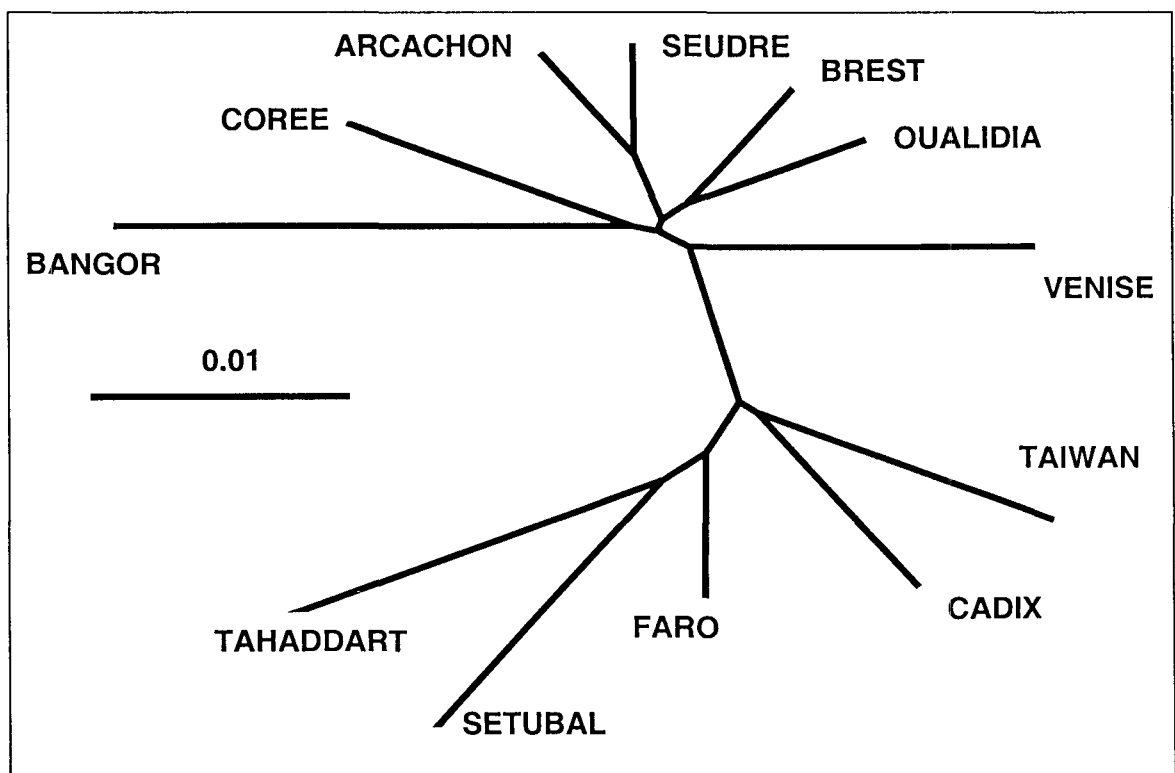 ARCACHON
SEUDRE
BREST
COREE
OUALIDIA
BANGOR
VENISE
0.01
TAIWAN
CADIX
FARO
TAHADDART
SETUBAL